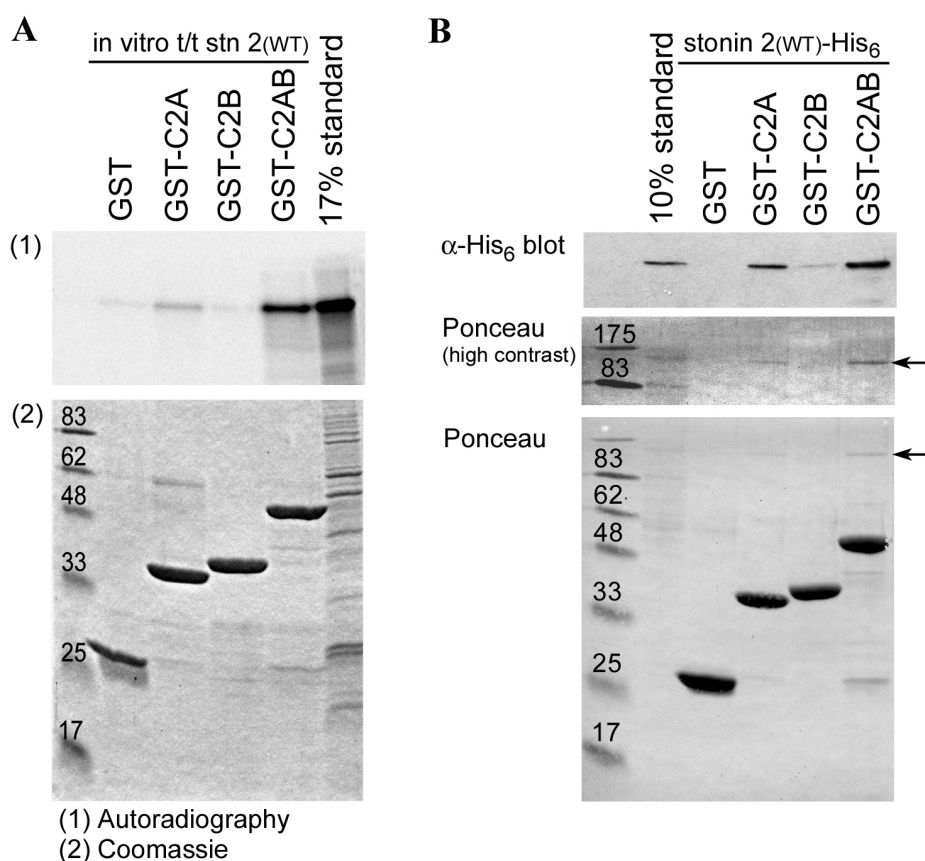 A
in vitro t/t stn 2(WT)
GST
GST-C2A
GST-C2B
GST-C2AB
17% standard
(1)
(2)
83
62
48
33
25
17
(1) Autoradiography
(2) Coomassie
B
stonin 2(WT)-His6
10% standard
GST
GST-C2A
GST-C2B
GST-C2AB
α-His6 blot
Ponceau
(high contrast)
175
83
Ponceau
83
62
48
33
25
17